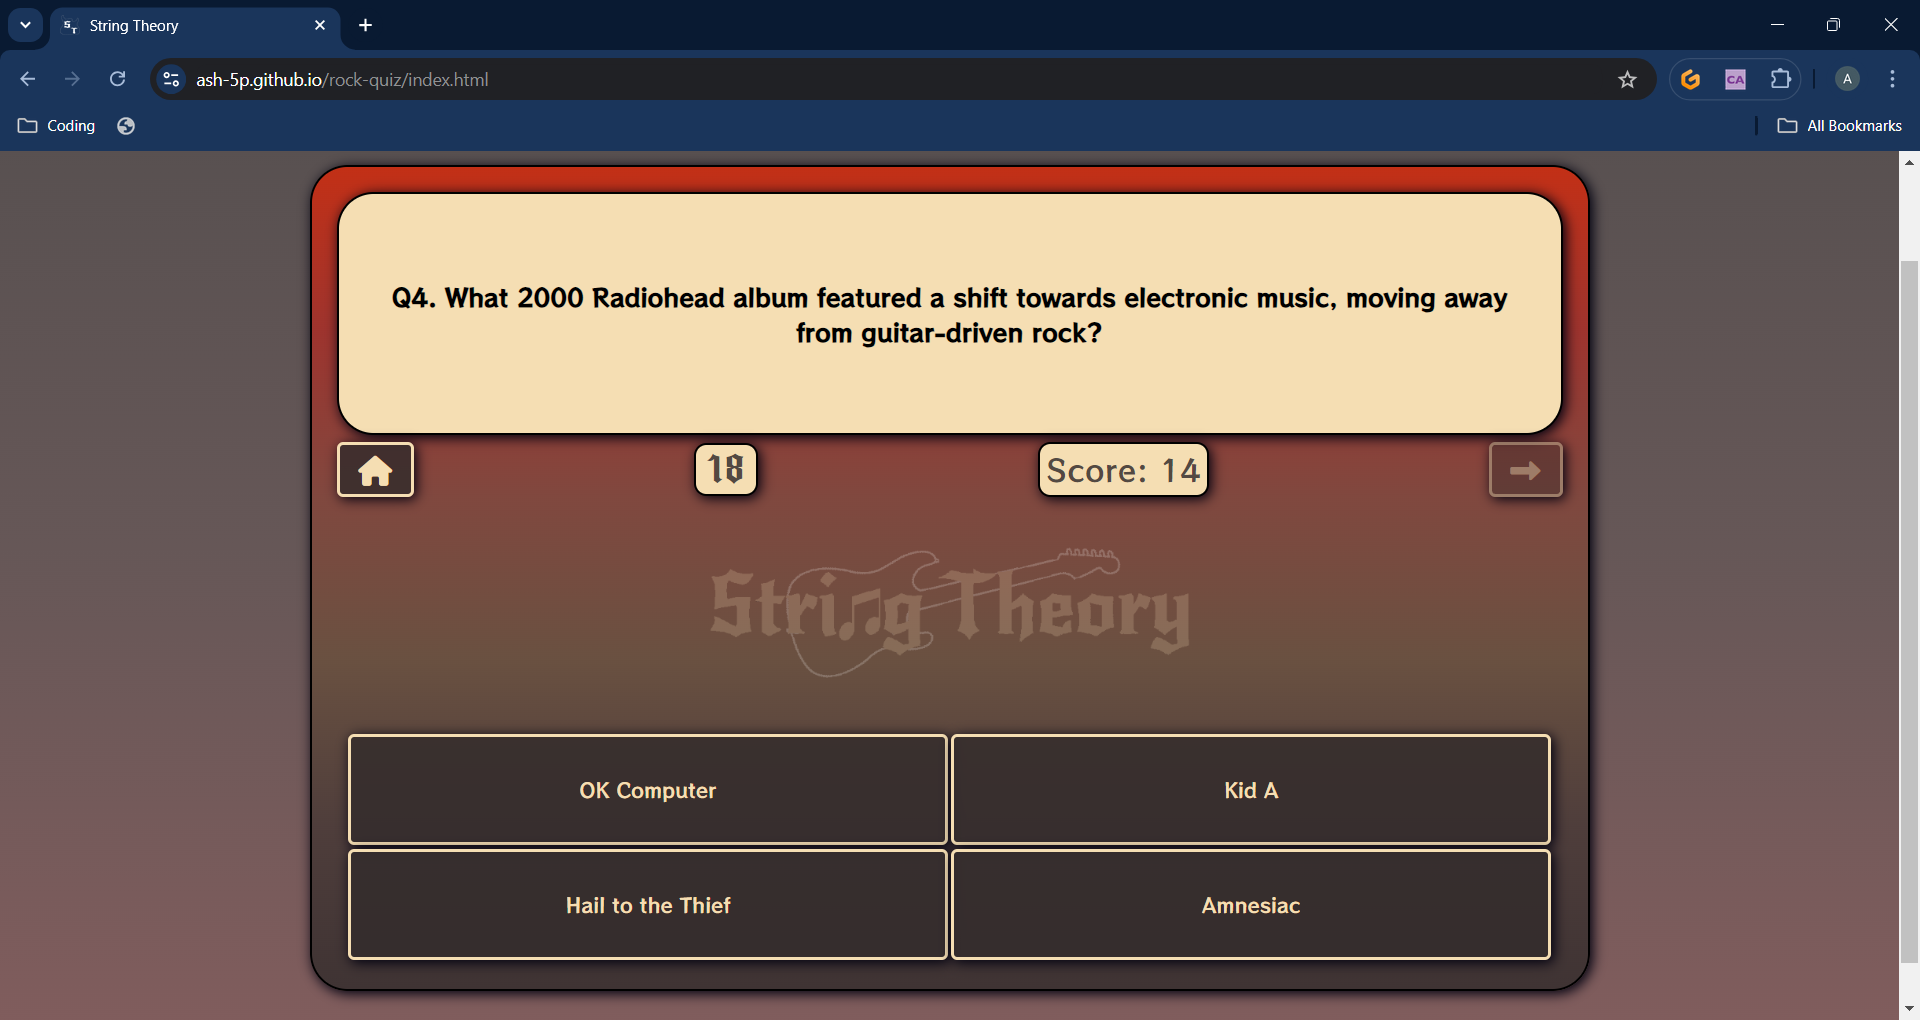 String Theory
ash-5p.github.io/rock-quiz/index.html
CA
A
Coding
All Bookmarks
Q4. What 2000 Radiohead album featured a shift towards electronic music, moving away
from guitar-driven rock?
18
Score: 14
String Theory
OK Computer
Kid A
Hail to the Thief
Amnesiac